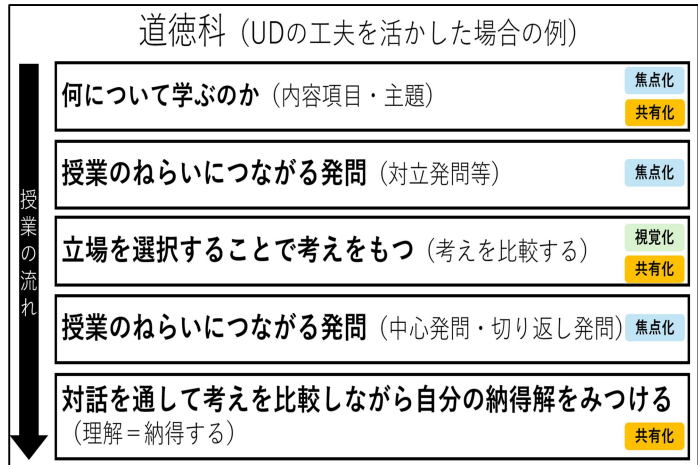 道徳科（UDの工夫を活かした場合の例）
授業の流れ
何について学ぶのか（内容項目・主題）
焦点化
共有化
授業のねらいにつながる発問（対立発問等）
焦点化
立場を選択することで考えをもつ（考えを比較する）
視覚化
共有化
授業のねらいにつながる発問（中心発問・切り返し発問）
焦点化
対話を通して考えを比較しながら自分の納得解をみつける
（理解＝納得する）
共有化